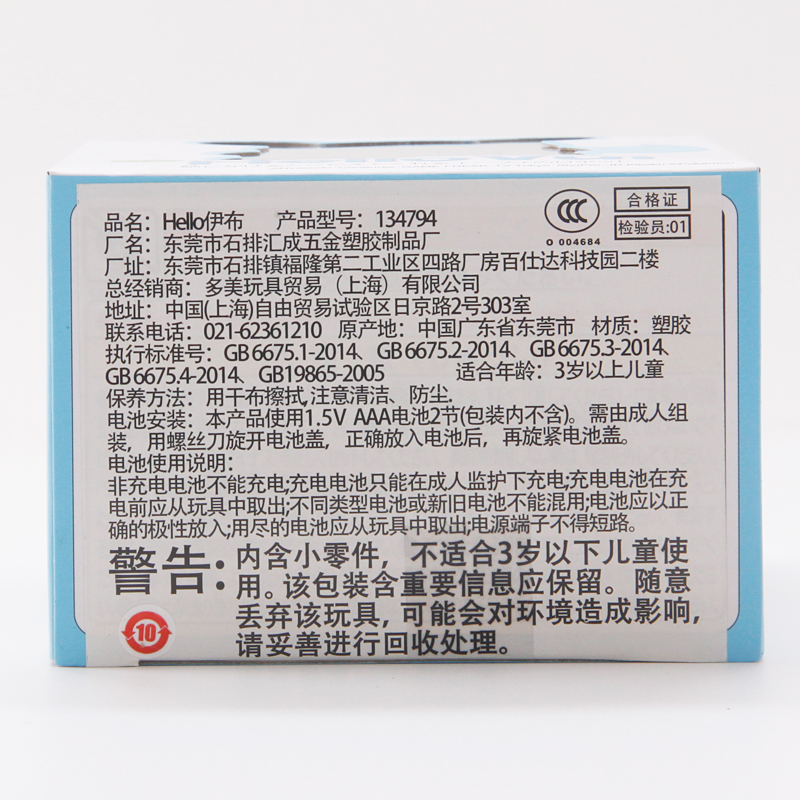 品名：Hello伊布 产品型号：134794
CCC
O 004684
合格证
检验员:01
厂名：东莞市石排汇成五金塑胶制品厂
厂址：东莞市石排镇福隆第二工业区四路厂房百仕达科技园二楼
总经销商：多美玩具贸易（上海）有限公司
地址：中国(上海)自由贸易试验区日京路2号303室
联系电话：021-62361210 原产地：中国广东省东莞市 材质：塑胶
执行标准号：GB 6675.1-2014、GB 6675.2-2014、GB 6675.3-2014、
GB 6675.4-2014、GB19865-2005 适合年龄：3岁以上儿童
保养方法：用干布擦拭,注意清洁、防尘.
电池安装：本产品使用1.5V AAA电池2节(包装内不含)。需由成人组
装，用螺丝刀旋开电池盖，正确放入电池后，再旋紧电池盖。
电池使用说明：
非充电电池不能充电;充电电池只能在成人监护下充电;充电电池在充
电前应从玩具中取出;不同类型电池或新旧电池不能混用;电池应以正
确的极性放入;用尽的电池应从玩具中取出;电源端子不得短路.
警告：内含小零件，不适合3岁以下儿童使
用。该包装含重要信息应保留。随意
丢弃该玩具，可能会对环境造成影响，
请妥善进行回收处理。
10